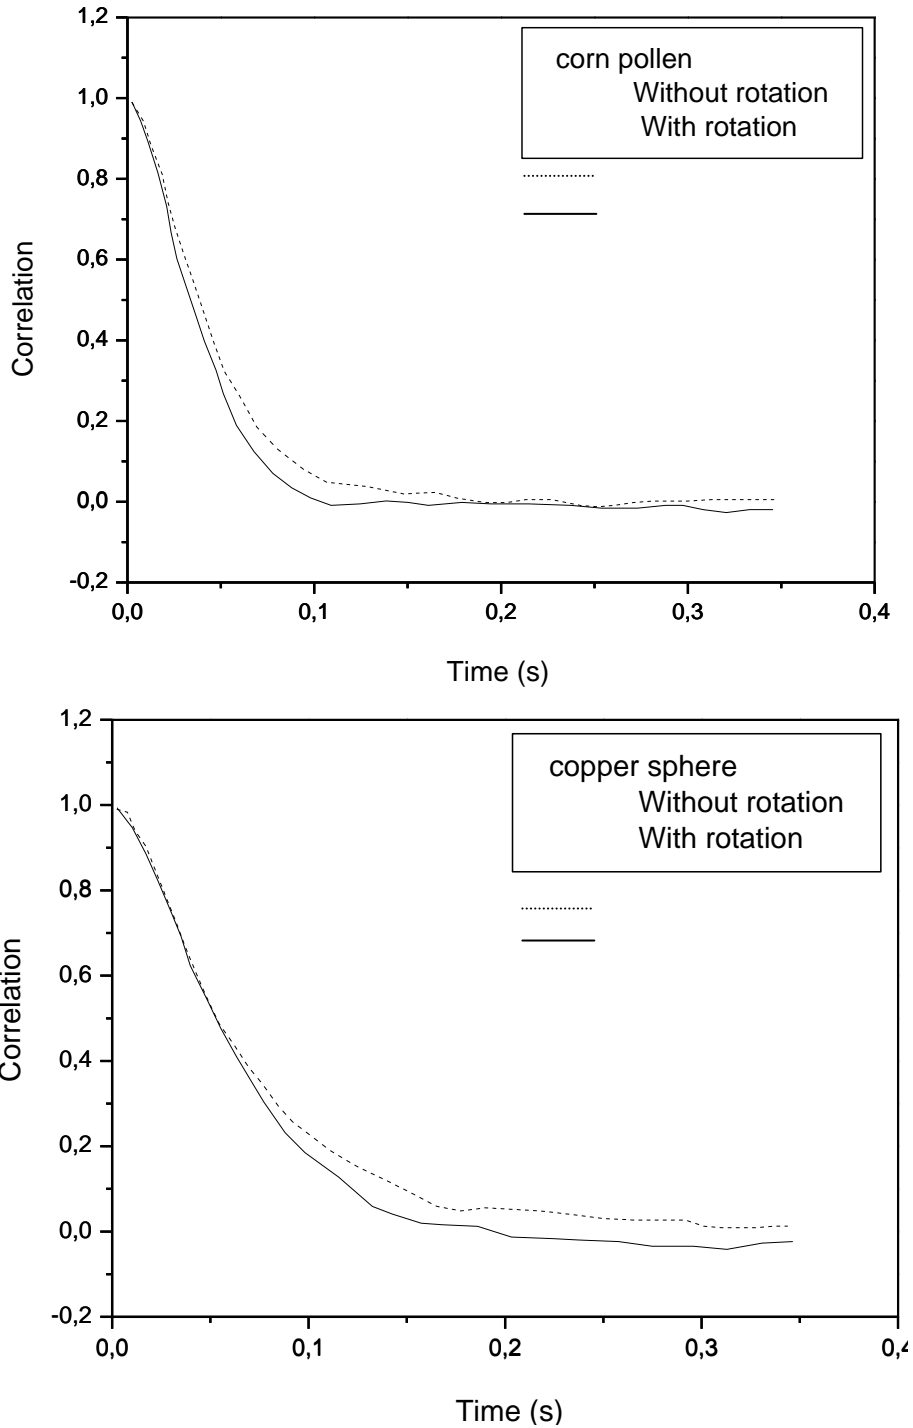 1,2
corn pollen
Without rotation
With rotation
1,0
0,8
0,6
0,4
0,2
0,0
-0,2
Correlation
0,0 0,1 0,2 0,3 0,4
Time (s)
1,2
copper sphere
Without rotation
With rotation
1,0
0,8
0,6
0,4
0,2
0,0
-0,2
Correlation
0,0 0,1 0,2 0,3 0,4
Time (s)